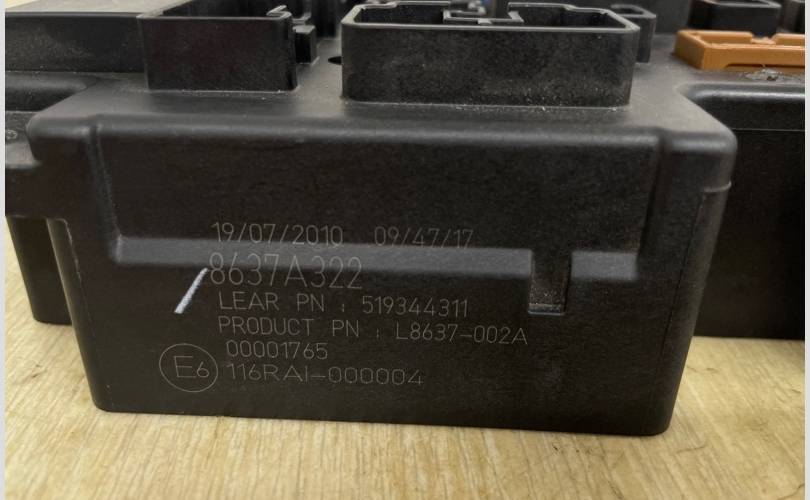 19/07/2010 09/47/17
8637A322
LEAR PN : 519344311
PRODUCT PN : L8637-002A
00001765
E6 116RAI-000004